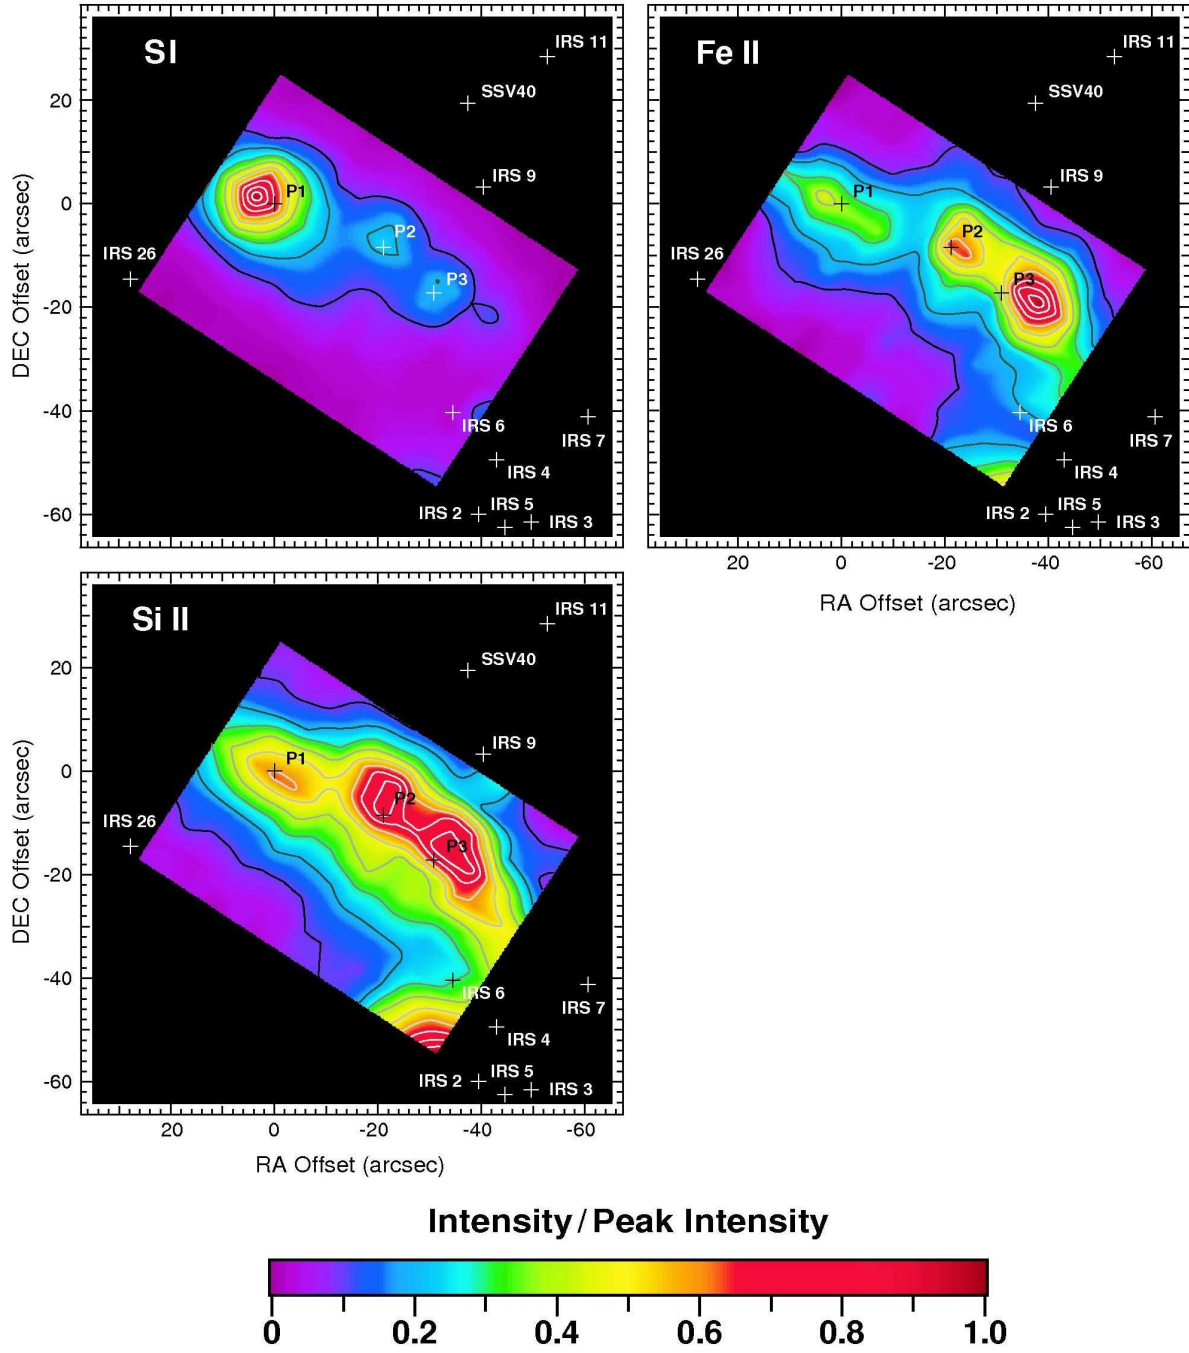 S I
IRS 11
SSV40
IRS 9
P1
P2
P3
IRS 26
IRS 6
IRS 7
IRS 4
IRS 5
IRS 2
IRS 3
20
0
-20
-40
-60
DEC Offset (arcsec)
Fe II
IRS 11
SSV40
IRS 9
P1
P2
P3
IRS 26
IRS 6
IRS 7
IRS 4
IRS 5
IRS 2
IRS 3
20 0 -20 -40 -60
RA Offset (arcsec)
Si II
IRS 11
SSV40
IRS 9
P1
P2
P3
IRS 26
IRS 6
IRS 7
IRS 4
IRS 5
IRS 2
IRS 3
20
0
-20
-40
-60
DEC Offset (arcsec)
20 0 -20 -40 -60
RA Offset (arcsec)
Intensity / Peak Intensity
0 0.2 0.4 0.6 0.8 1.0